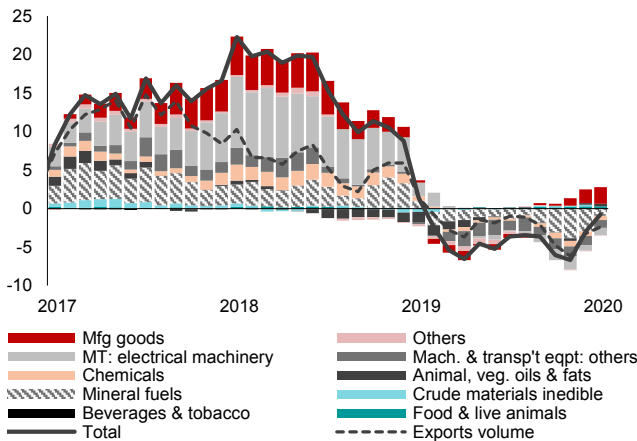 25
20
15
10
5
0
-5
-10
2017 2018 2019 2020
Mfg goods Others
MT: electrical machinery Mach. & transp't eqpt: others
Chemicals Animal, veg. oils & fats
Mineral fuels Crude materials inedible
Beverages & tobacco Food & live animals
Total Exports volume